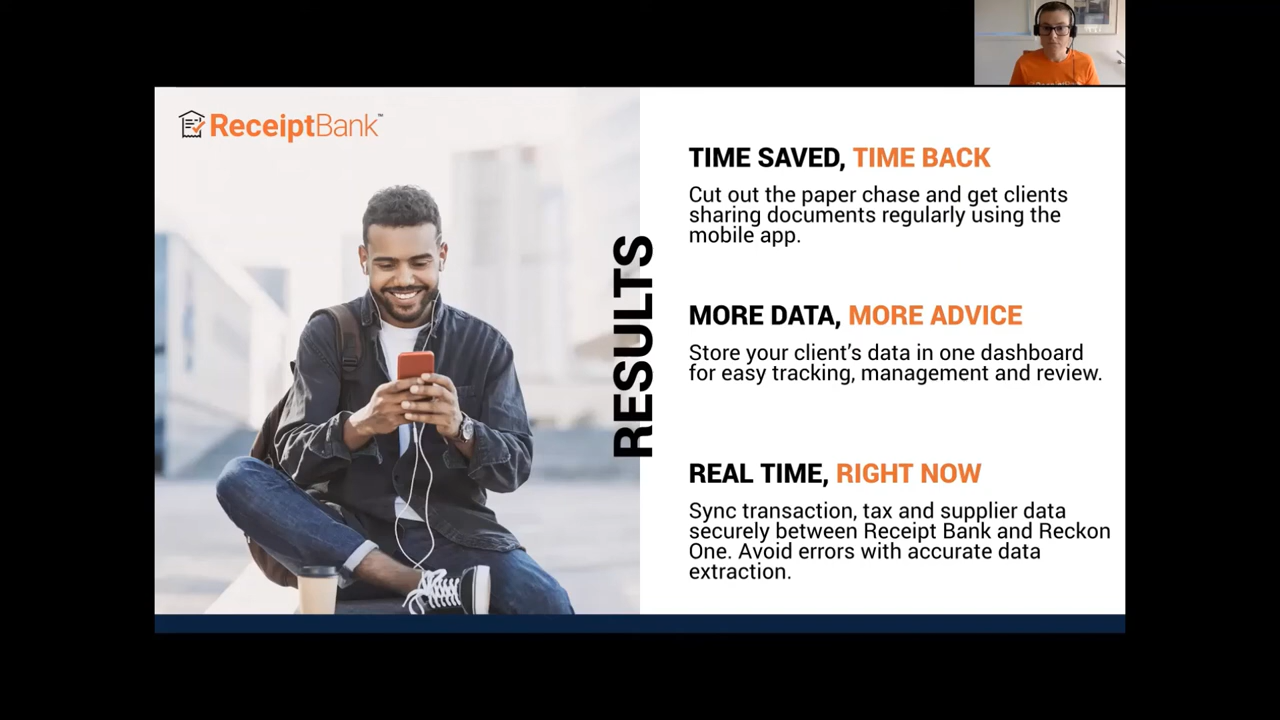 ReceiptBank™
RESULTS
TIME SAVED, TIME BACK
Cut out the paper chase and get clients
sharing documents regularly using the
mobile app.
MORE DATA, MORE ADVICE
Store your client's data in one dashboard
for easy tracking, management and review.
REAL TIME, RIGHT NOW
Sync transaction, tax and supplier data
securely between Receipt Bank and Reckon
One. Avoid errors with accurate data
extraction.